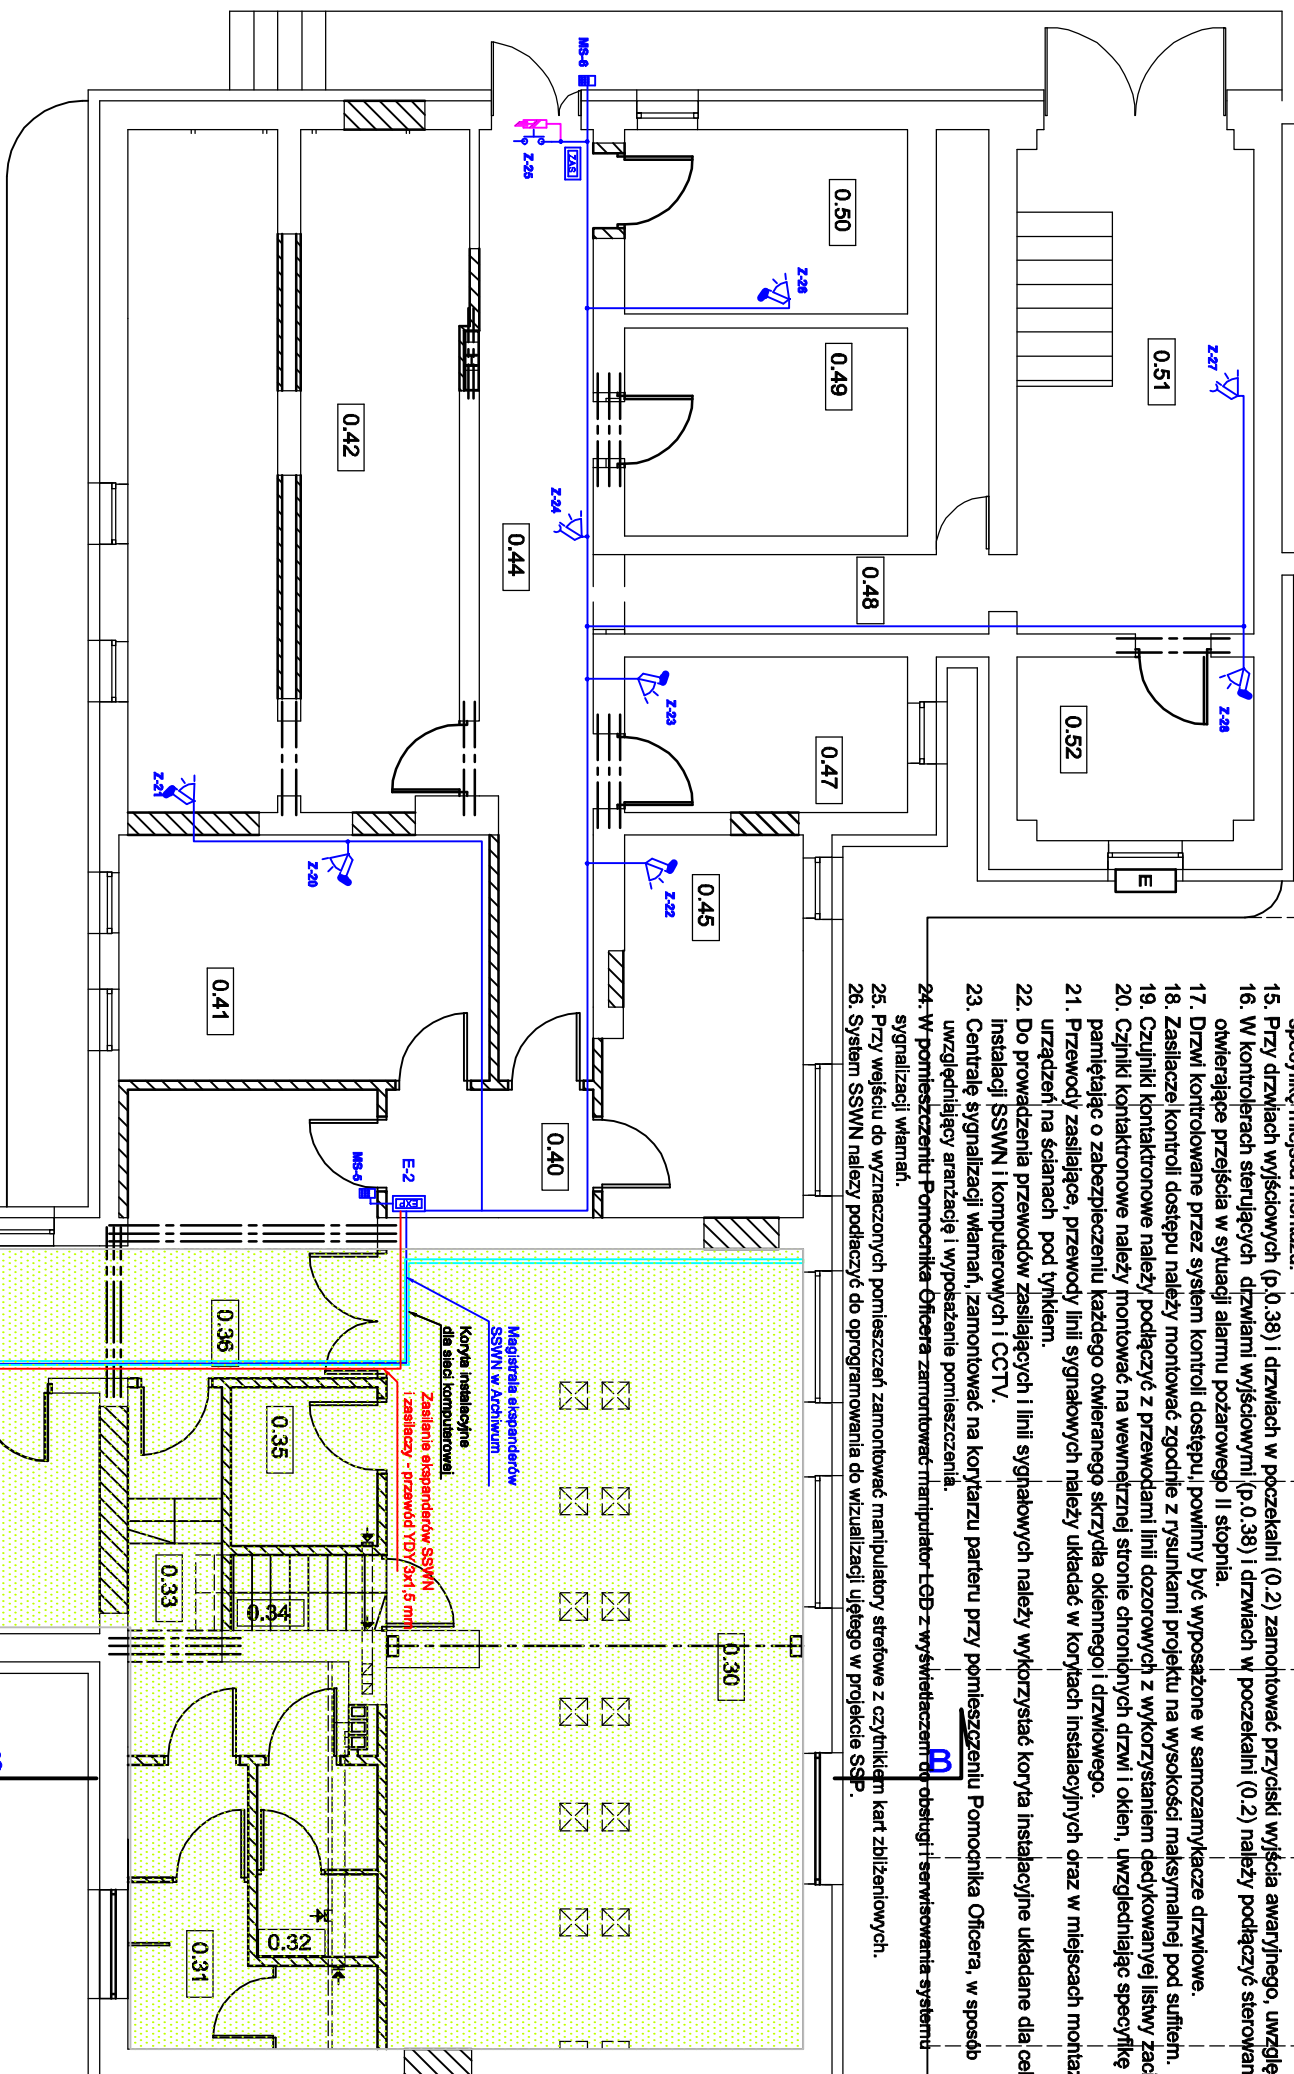 15. Przy drzwiach wyjściowych (p.0.38) i drzwiach w poczekalni (0.2) zamontować przyciski wyjścia awaryjnego, uwzglę
16. W kontrolerach sterujących drzwiami wyjściowymi (p.0.38) i drzwiach w poczekalni (0.2) należy podłączyć sterowan
otwierające przejścia w sytuacji alarmu pożarowego II stopnia.
17. Drzwi kontrolowane przez system kontroli dostępu, powinny być wyposażone w samozamykacze drzwiowe.
18. Zasilacze kontroli dostępu należy montować zgodnie z rysunkami projektu na wysokości maksymalnej pod sufitem.
19. Czujniki kontaktronowe należy podłączyć z przewodami linii dozorowych z wykorzystaniem dedykowanyej listwy zaci
20. Czjniki kontaktronowe należy montować na wewnetrznej stronie chronionych drzwi i okien, uwzgledniając specyfikę
pamiętając o zabezpieczeniu każdego otwieranego skrzydła okiennego i drzwiowego.
21. Przewody zasilające, przewody linii sygnałowych należy układać w korytach instalacyjnych oraz w miejscach montaż
urządzeń na ścianach pod tynkiem.
22. Do prowadzenia przewodów zasilających i linii sygnałowych należy wykorzystać koryta instalacyjne układane dla cel
instalacji SSWN i komputerowych i CCTV.
23. Centralę sygnalizacji włamań, zamontować na korytarzu parteru przy pomieszczeniu Pomocnika Oficera, w sposób
uwzględniający aranżację i wyposażenie pomieszczenia.
24. W pomieszczeniu Pomocnika Oficera zamontować manipulator LCD z wyświetlaczem do obsługi i serwisowania systemu
sygnalizacji włamań.
25. Przy wejściu do wyznaczonych pomieszczeń zamontować manipulatory strefowe z czytnikiem kart zbliżeniowych.
26. System SSWN należy podłaczyć do oprogramowania do wizualizacji ujętego w projekcie SSP.
0.51
Z-27
0.52
Z-28
E
0.50
Z-26
0.49
0.48
0.47
Z-23
0.45
Z-22
MS-6
ZAS
Z-25
Z-24
0.44
0.42
Z-21
Z-20
0.41
0.40
E-2
EXP
MS-5
Magistrala ekspanderów
SSWN w Archiwum
Koryta instalacyjne
dla sieci komputerowej
Zasilanie ekspanderów SSWN
i zasilaczy - przewód YDY 3x1,5 mm
0.36
0.35
0.34
0.33
0.30
0.32
0.31
B